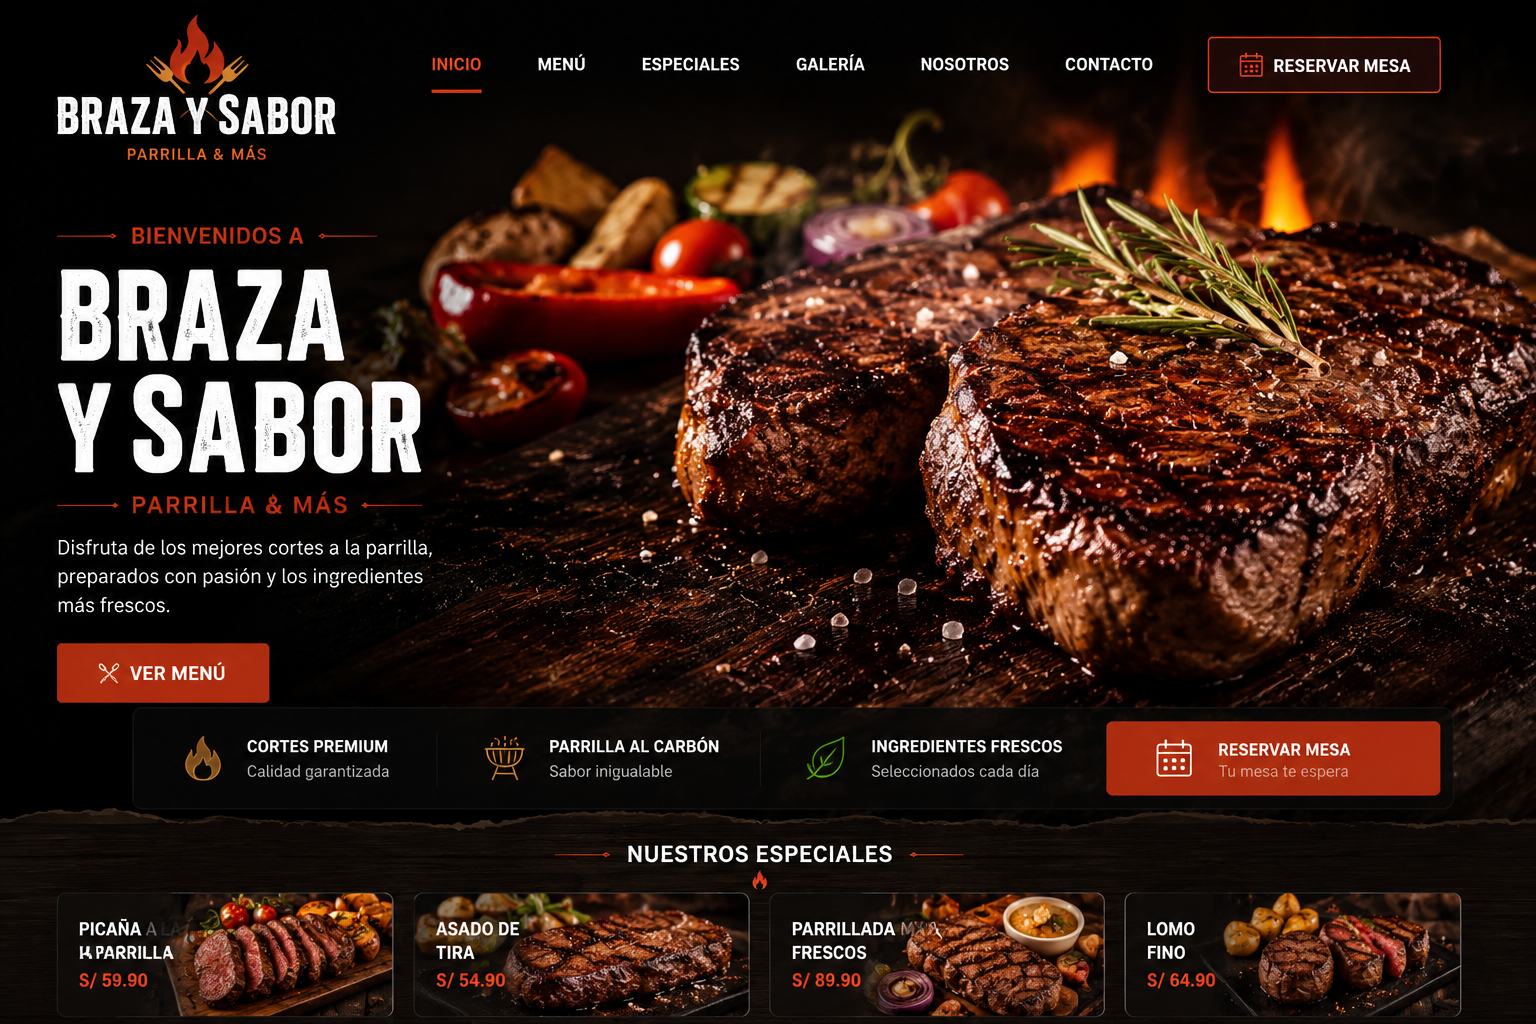 BRAZA Y SABOR
PARRILLA & MÁS
INICIO
MENÚ
ESPECIALES
GALERÍA
NOSOTROS
CONTACTO
RESERVAR MESA
BIENVENIDOS A
BRAZA
Y SABOR
PARRILLA & MÁS
Disfruta de los mejores cortes a la parrilla,
preparados con pasión y los ingredientes
más frescos.
VER MENÚ
CORTES PREMIUM
Calidad garantizada
PARRILLA AL CARBÓN
Sabor inigualable
INGREDIENTES FRESCOS
Seleccionados cada día
RESERVAR MESA
Tu mesa te espera
NUESTROS ESPECIALES
PICAÑA A LA
PARRILLA
S/ 59.90
ASADO DE
TIRA
S/ 54.90
PARRILLADA
FRESCOS
S/ 89.90
LOMO
FINO
S/ 64.90